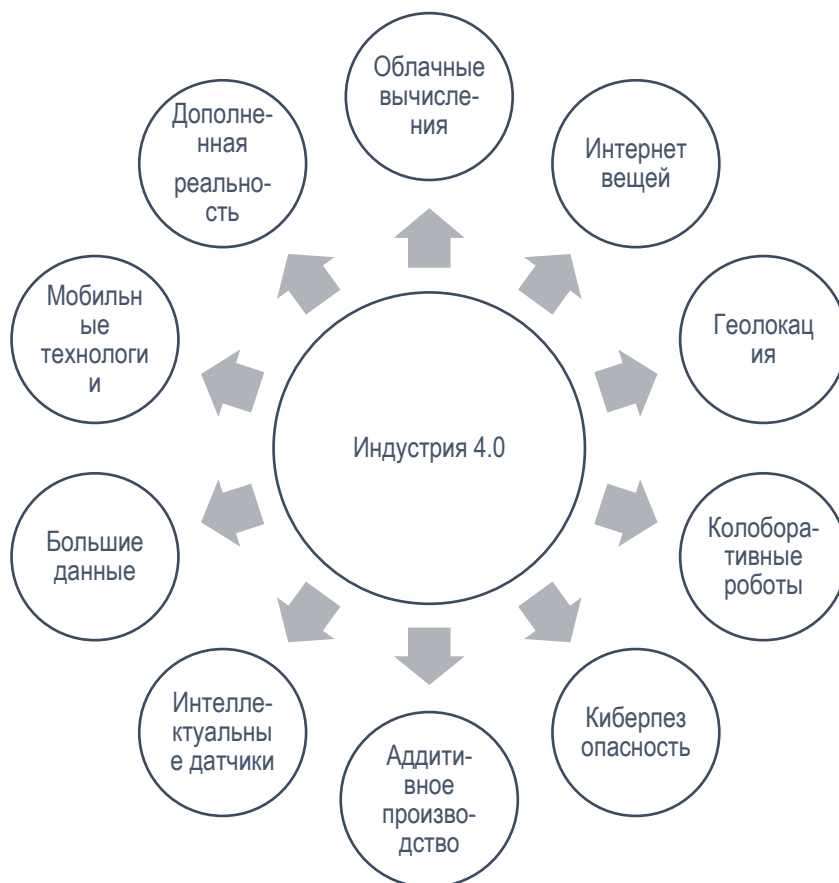 Облачные
вычисле-
ния
Интернет
вещей
Геолокац
ия
Колобора-
тивные
роботы
Киберпез
опасность
Аддити-
вное
произво-
дство
Интелле-
ктуальны
е датчики
Большие
данные
Мобильн
ые
технологи
и
Дополне-
нная
реально-
сть
Индустрия 4.0